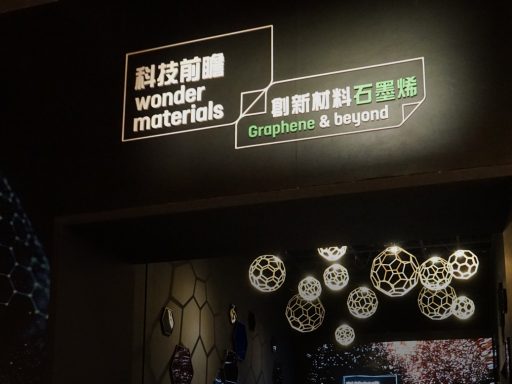 科技前瞻
wonder
materials
創新材料石墨烯
Graphene & beyond